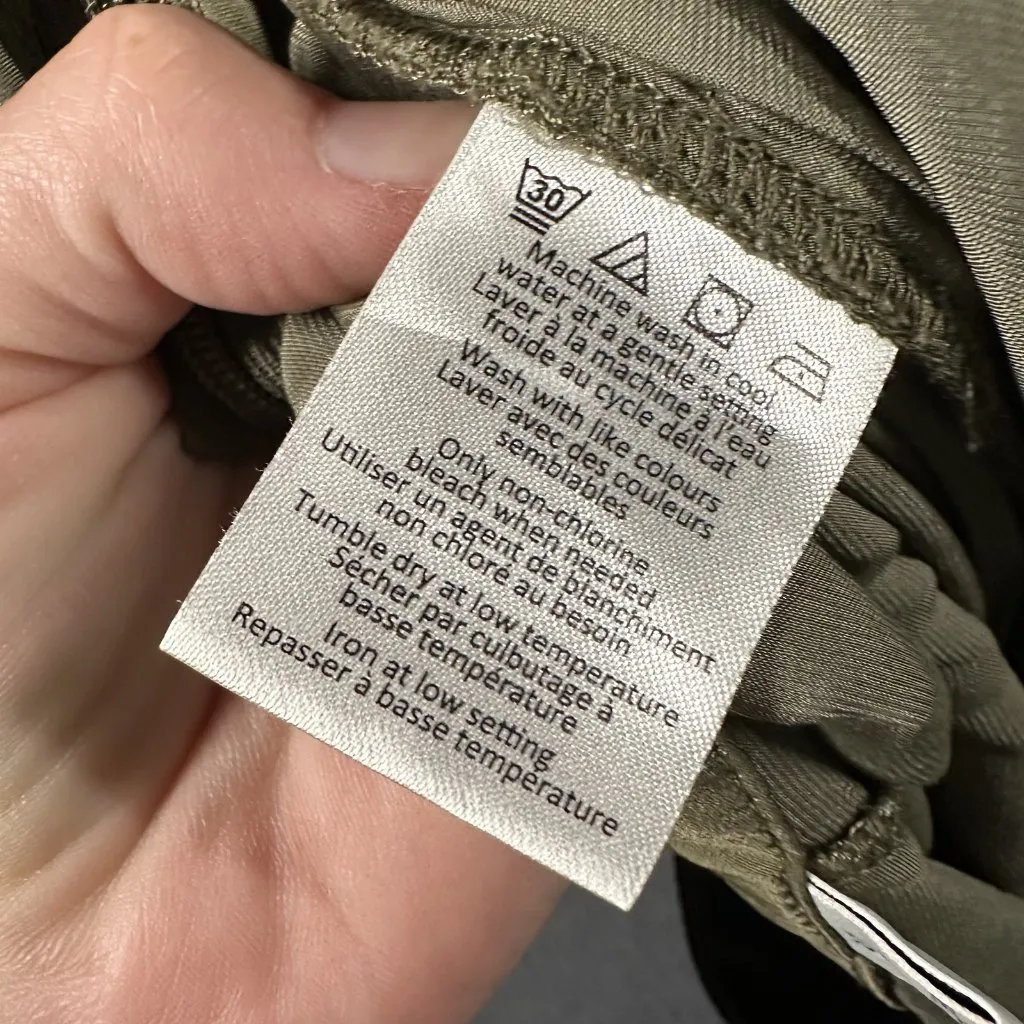 30
Machine wash in cool
water at a gentle setting
Laver à la machine à l'eau
froide au cycle délicat
Wash with like colours
Laver avec des couleurs
semblables
Only non-chlorine
bleach when needed
Utiliser un agent de blanchiment
non chloré au besoin
Tumble dry at low temperature
Sécher par culbutage à
basse température
Iron at low setting
Repasser à basse température